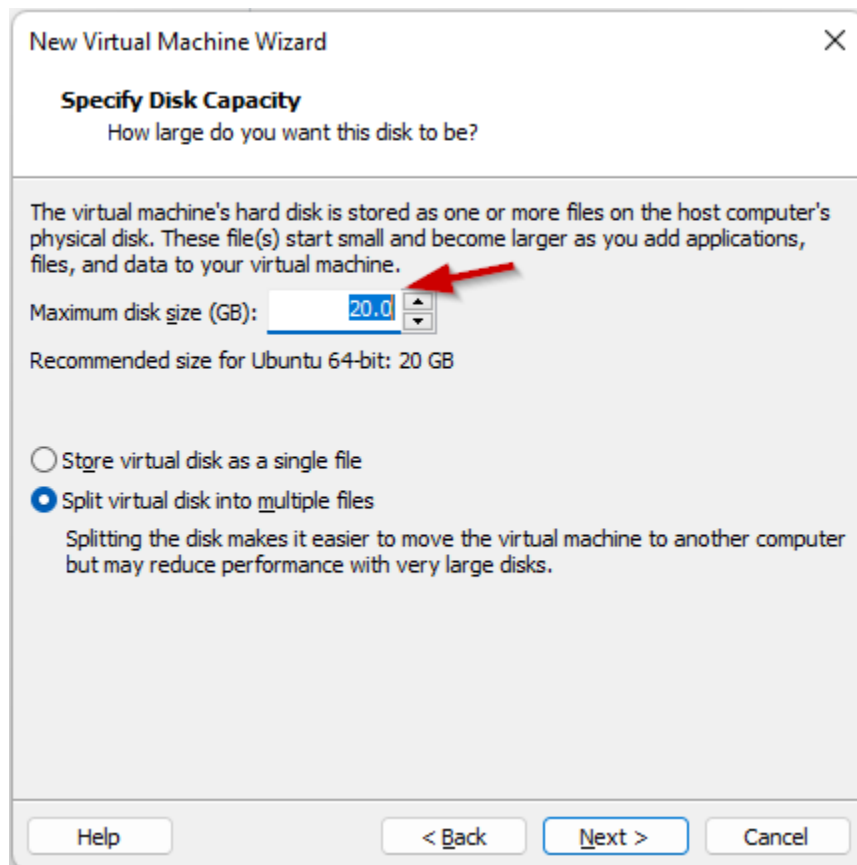 New Virtual Machine Wizard
Specify Disk Capacity
How large do you want this disk to be?
The virtual machine's hard disk is stored as one or more files on the host computer's
physical disk. These file(s) start small and become larger as you add applications,
files, and data to your virtual machine.
Maximum disk size (GB): 20.0
Recommended size for Ubuntu 64-bit: 20 GB
Store virtual disk as a single file
Split virtual disk into multiple files
Splitting the disk makes it easier to move the virtual machine to another computer
but may reduce performance with very large disks.
Help < Back Next > Cancel